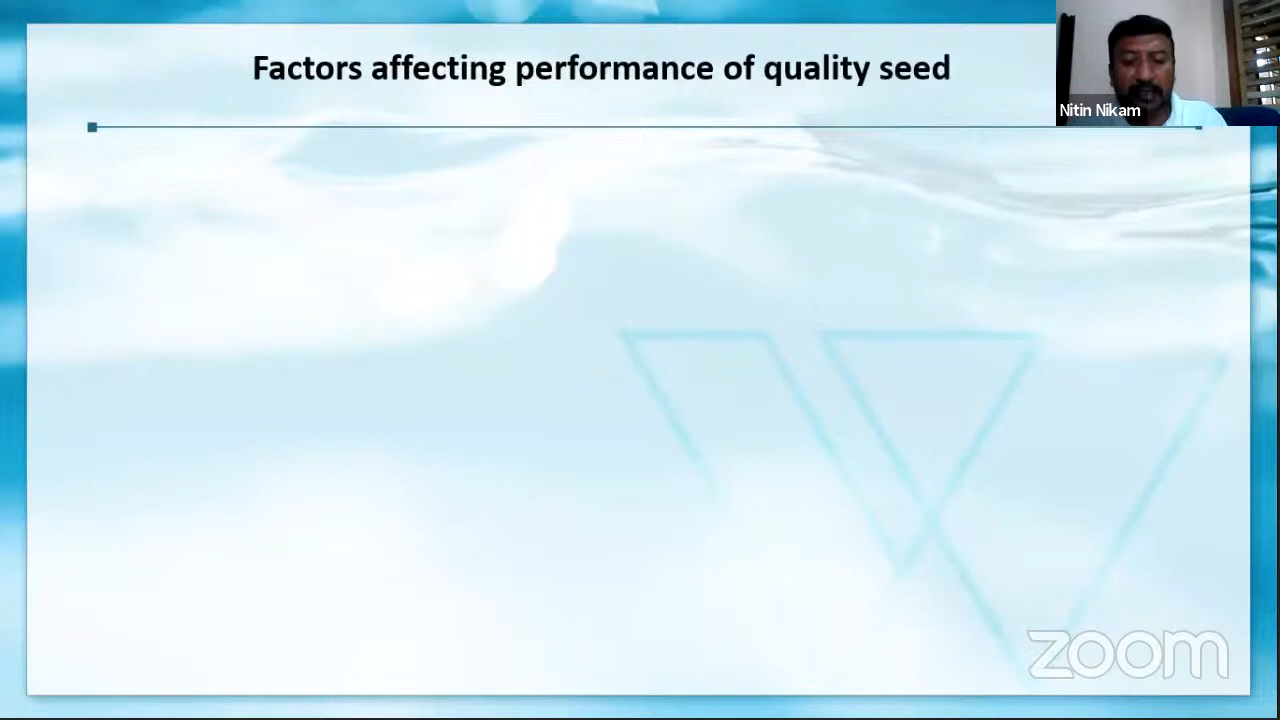 Factors affecting performance of quality seed
Nitin Nikam
zoom